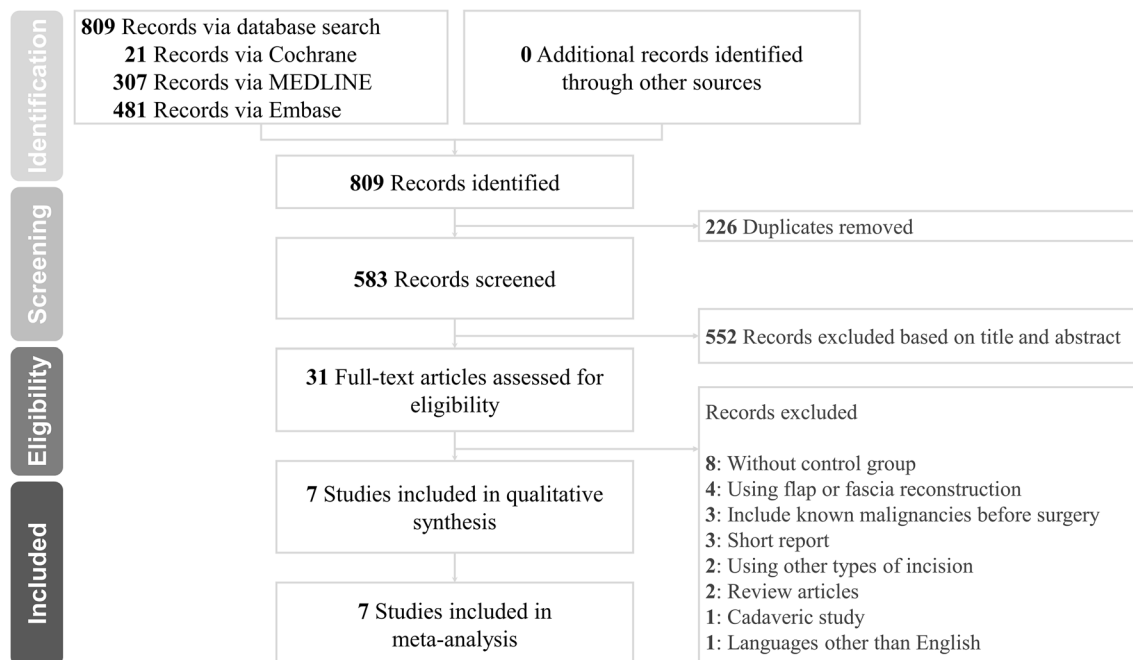 Identification
809 Records via database search
21 Records via Cochrane
307 Records via MEDLINE
481 Records via Embase
0 Additional records identified
through other sources
809 Records identified
Screening
226 Duplicates removed
583 Records screened
552 Records excluded based on title and abstract
Eligibility
31 Full-text articles assessed for
eligibility
Records excluded
8: Without control group
4: Using flap or fascia reconstruction
3: Include known malignancies before surgery
3: Short report
2: Using other types of incision
2: Review articles
1: Cadaveric study
1: Languages other than English
Included
7 Studies included in qualitative
synthesis
7 Studies included in
meta-analysis